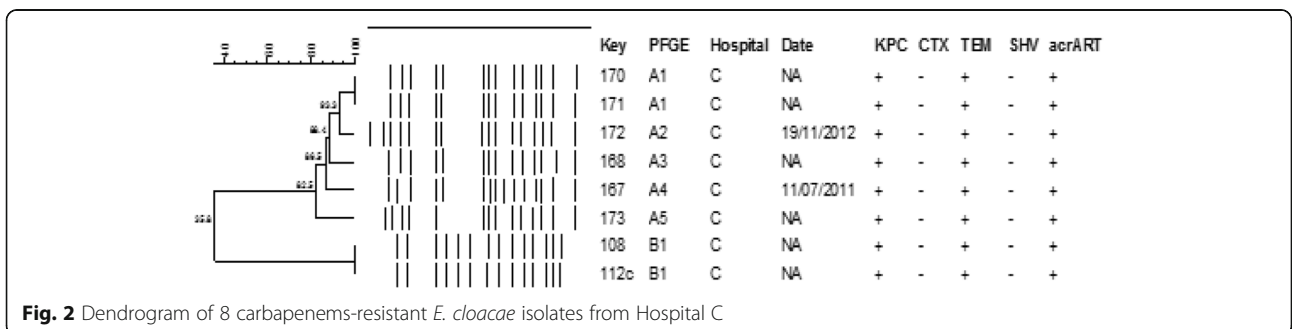 Key PFGE Hospital Date KPC CTX TEM SHV acrART
170 A1 C NA + - + - +
171 A1 C NA + - + - +
172 A2 C 19/11/2012 + - + - +
168 A3 C NA + - + - +
167 A4 C 11/07/2011 + - + - +
173 A5 C NA + - + - +
108 B1 C NA + - + - +
112c B1 C NA + - + - +
Fig. 2 Dendrogram of 8 carbapenems-resistant E. cloacae isolates from Hospital C